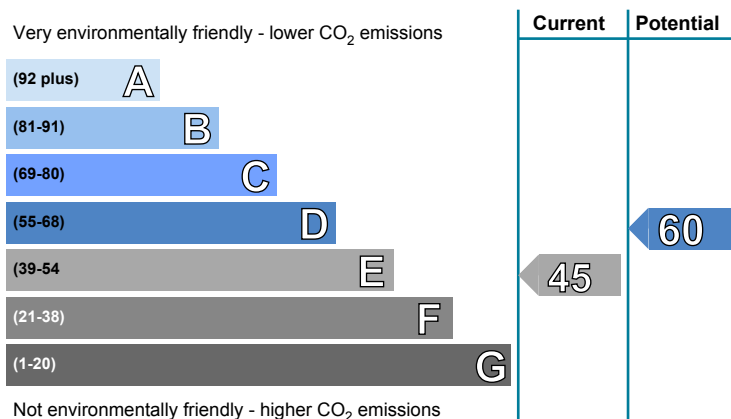 Very environmentally friendly - lower CO2 emissions
Current
Potential
(92 plus) A
(81-91) B
(69-80) C
(55-68) D
(39-54 E
(21-38) F
(1-20) G
45
60
Not environmentally friendly - higher CO2 emissions